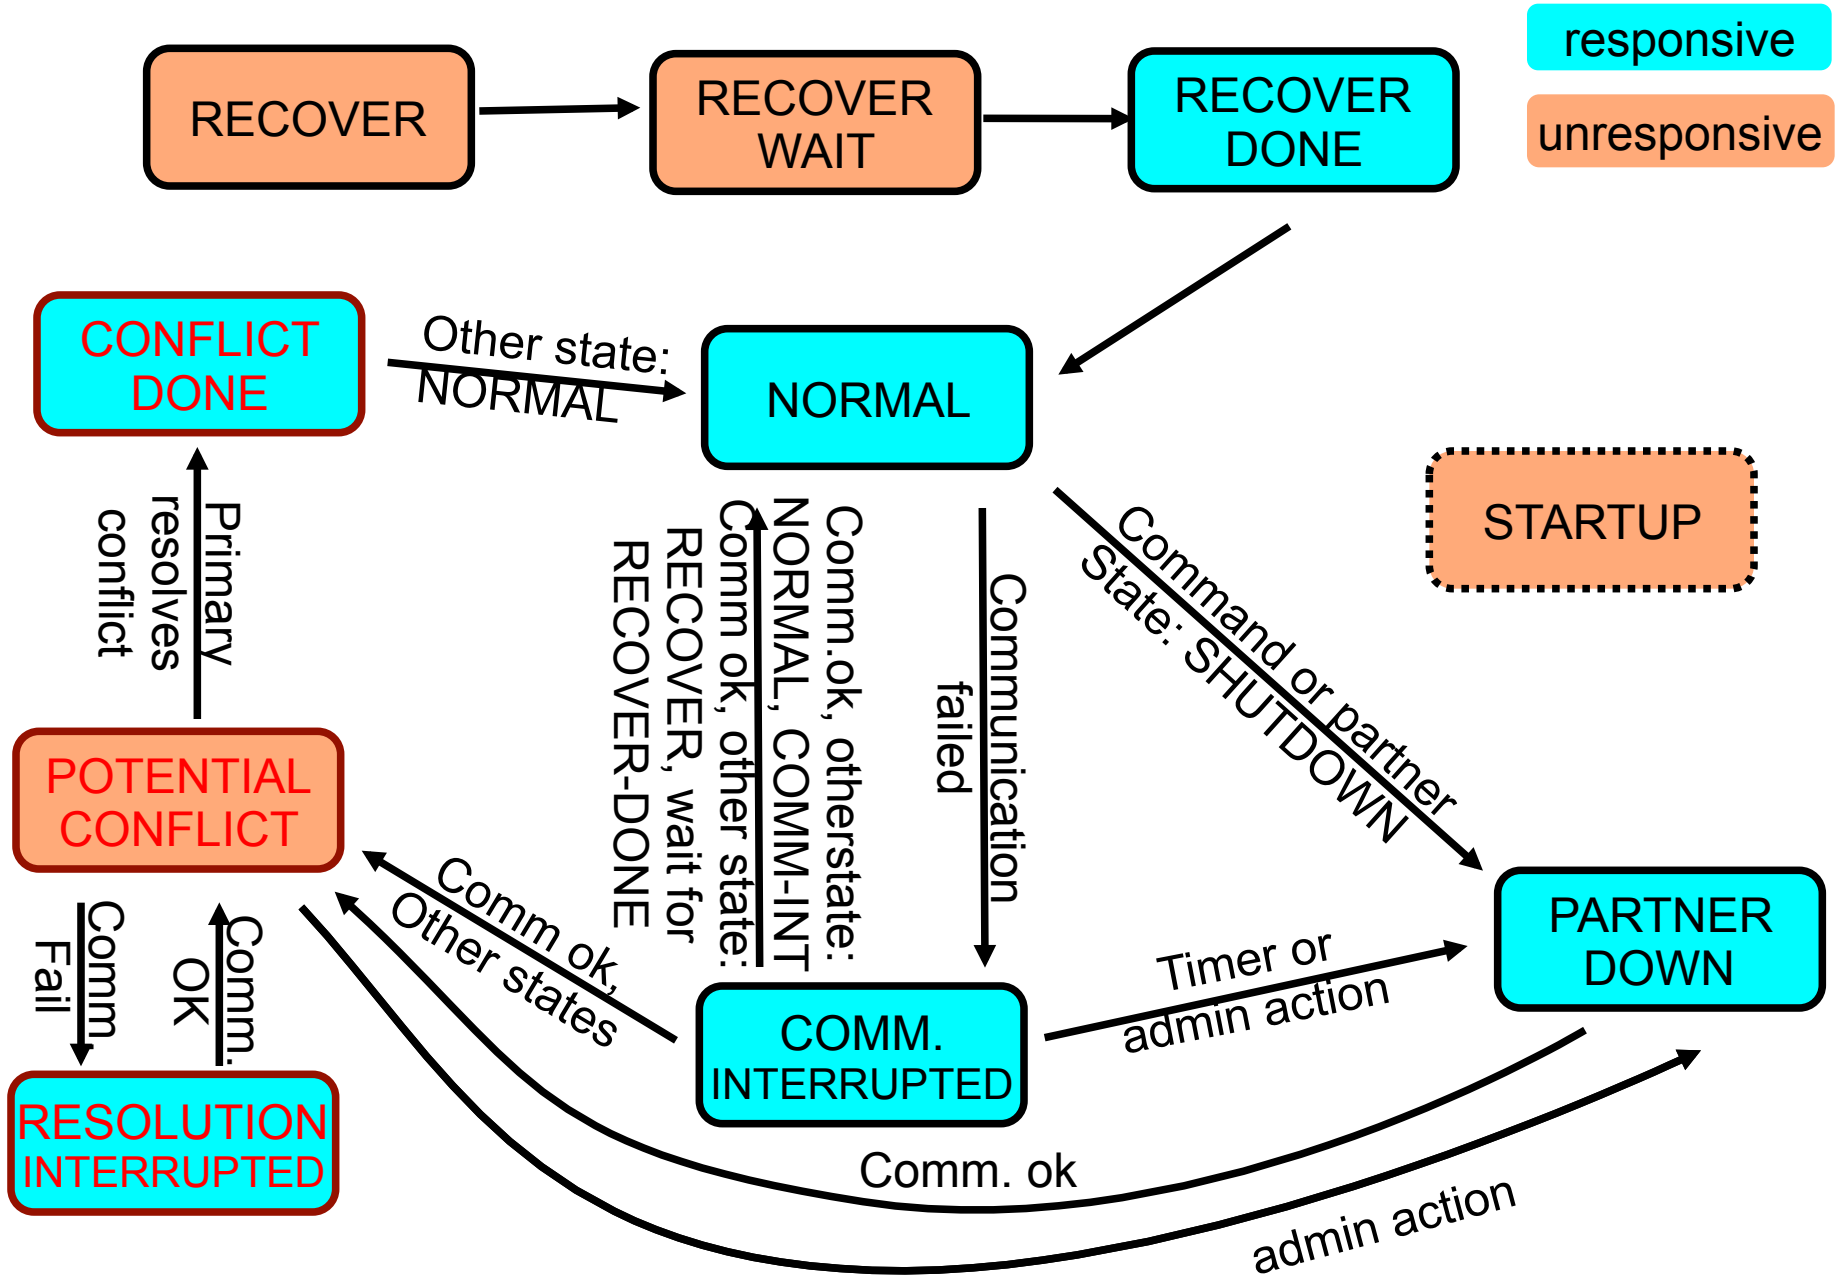 responsive
RECOVER
RECOVER
WAIT
RECOVER
DONE
unresponsive
CONFLICT
DONE
Other state:
NORMAL
NORMAL
STARTUP
Primary
resolves
conflict
Comm.ok, otherstate:
NORMAL, COMM-INT
Comm ok, other state:
RECOVER, wait for
RECOVER-DONE
Communication
failed
Command or partner
State: SHUTDOWN
POTENTIAL
CONFLICT
Comm ok,
Other states
PARTNER
DOWN
Timer or
admin action
Comm.
Fail
Comm.
OK
COMM.
INTERRUPTED
RESOLUTION
INTERRUPTED
Comm. ok
admin action